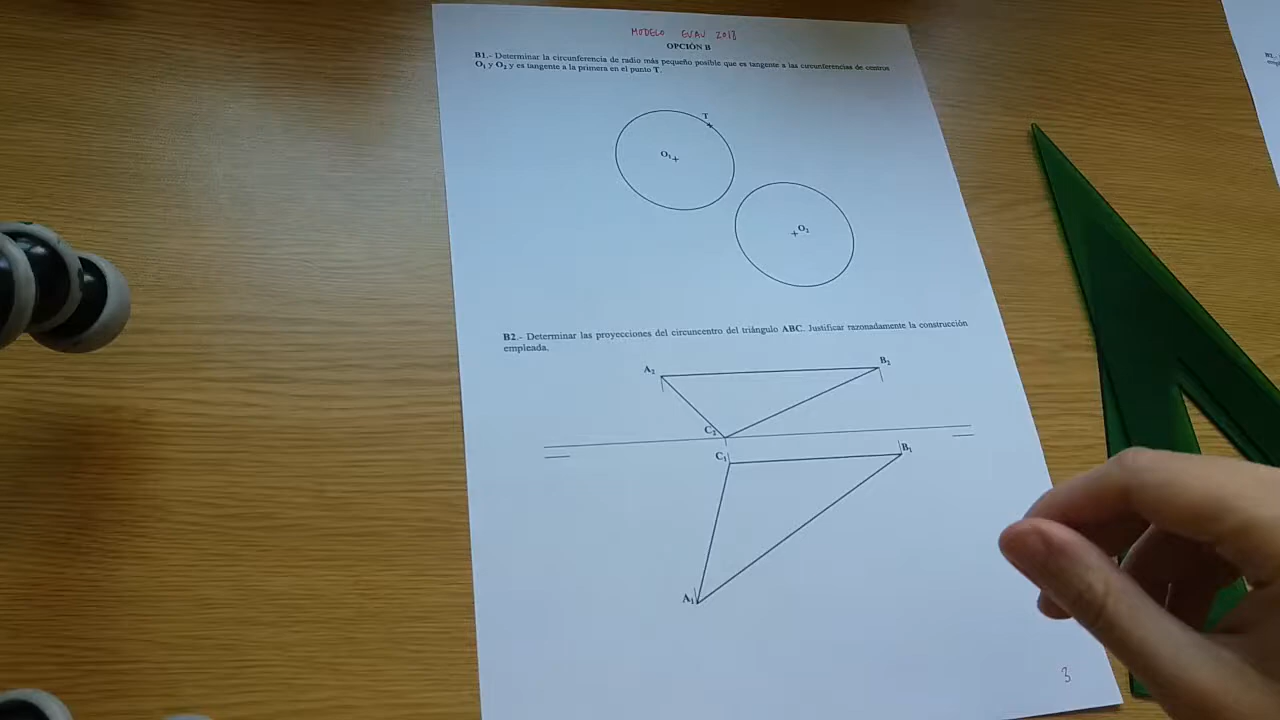 MODELO EVAU 2018
OPCIÓN B
B1.- Determinar la circunferencia de radio más pequeño posible que es tangente a las circunferencias de centros
O₁ y O₂ y es tangente a la primera en el punto T.
T
O₁
O₂
B2.- Determinar las proyecciones del circuncentro del triángulo ABC. Justificar razonadamente la construcción
empleada.
A₂
B₂
C₂
C₁
B₁
A₁
3